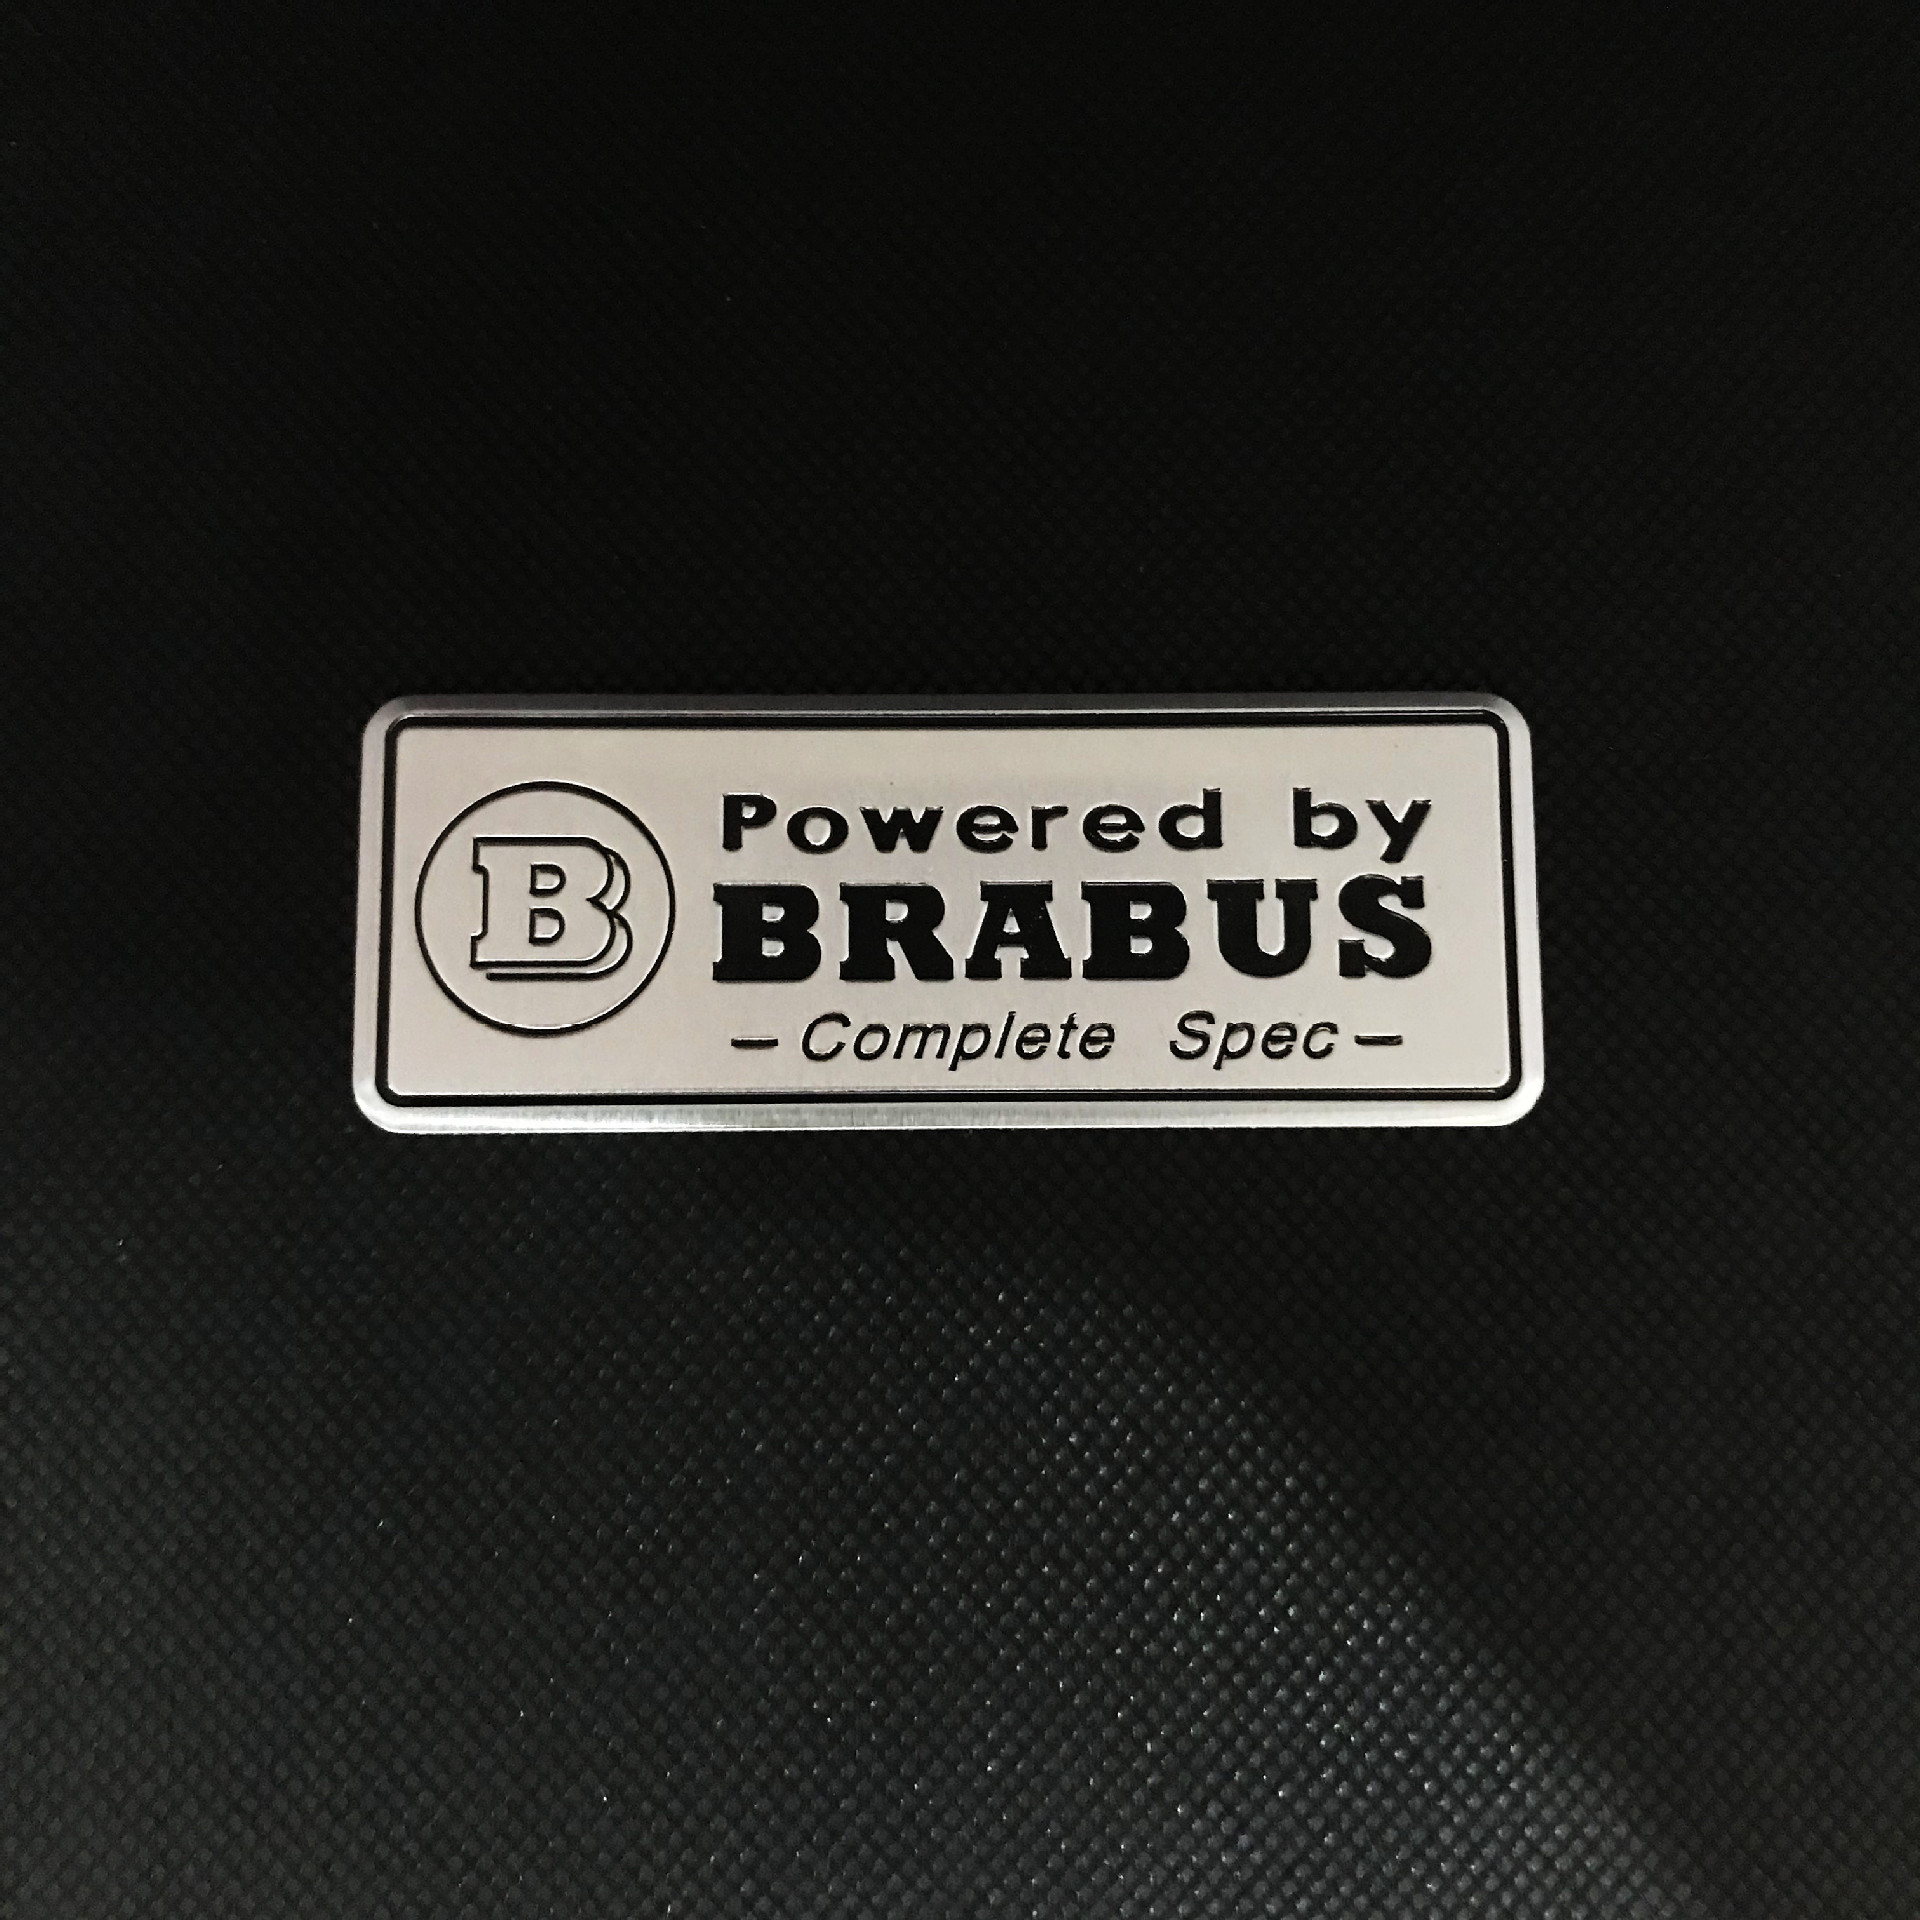 B
Powered by
BRABUS
-Complete Spec-